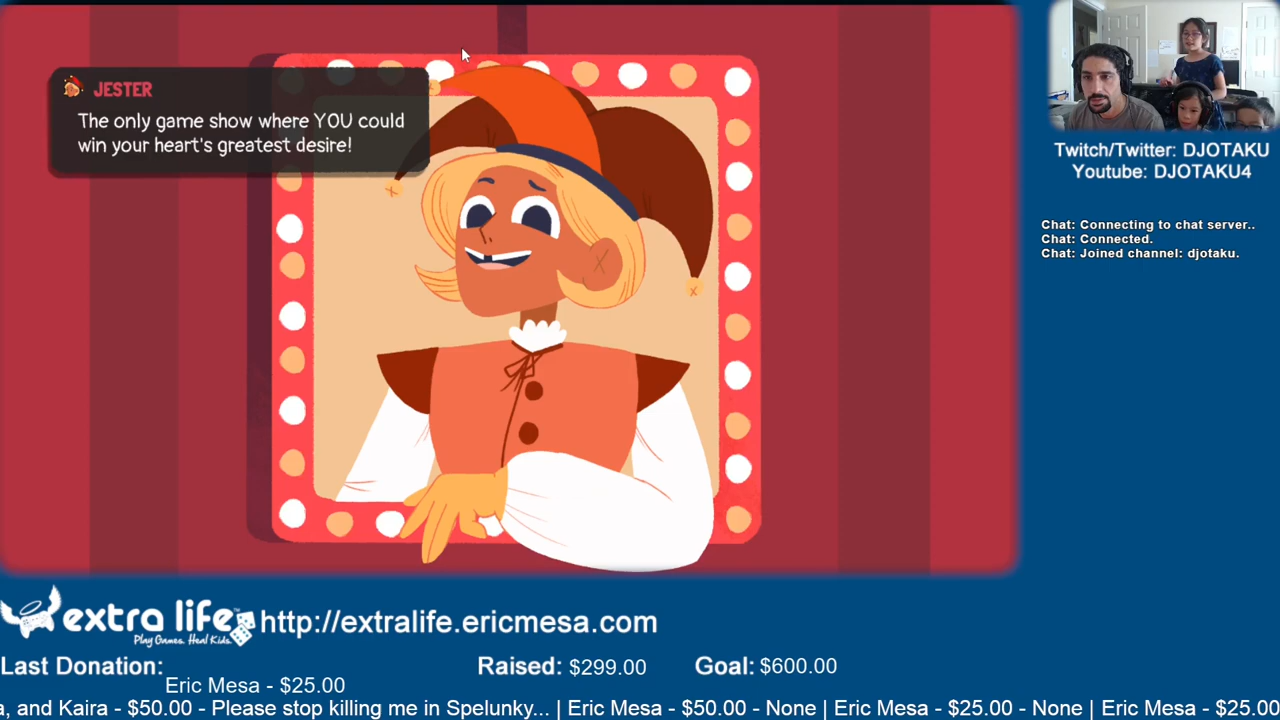 JESTER
The only game show where YOU could
win your heart's greatest desire!
Twitch/Twitter: DJOTAKU
Youtube: DJOTAKU4
Chat: Connecting to chat server..
Chat: Connected.
Chat: Joined channel: djotaku.
extra life
Play Games. Heal Kids.
http://extralife.ericmesa.com
Last Donation:
Eric Mesa - $25.00
Raised: $299.00
Goal: $600.00
a, and Kaira - $50.00 - Please stop killing me in Spelunky... | Eric Mesa - $50.00 - None | Eric Mesa - $25.00 - None | Eric Mesa - $25.00